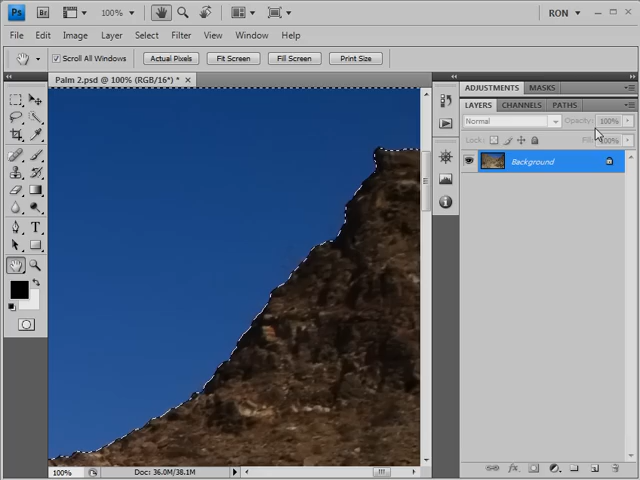 Ps Br 100% RON
File Edit Image Layer Select Filter View Window Help
Scroll All Windows Actual Pixels Fit Screen Fill Screen Print Size
Palm 2.psd @ 100% (RGB/16*) * ×
ADJUSTMENTS MASKS
LAYERS CHANNELS PATHS
Normal Opacity: 100%
Lock: Fill: 100%
Background
T
100% Doc: 36.0M/38.1M
fx